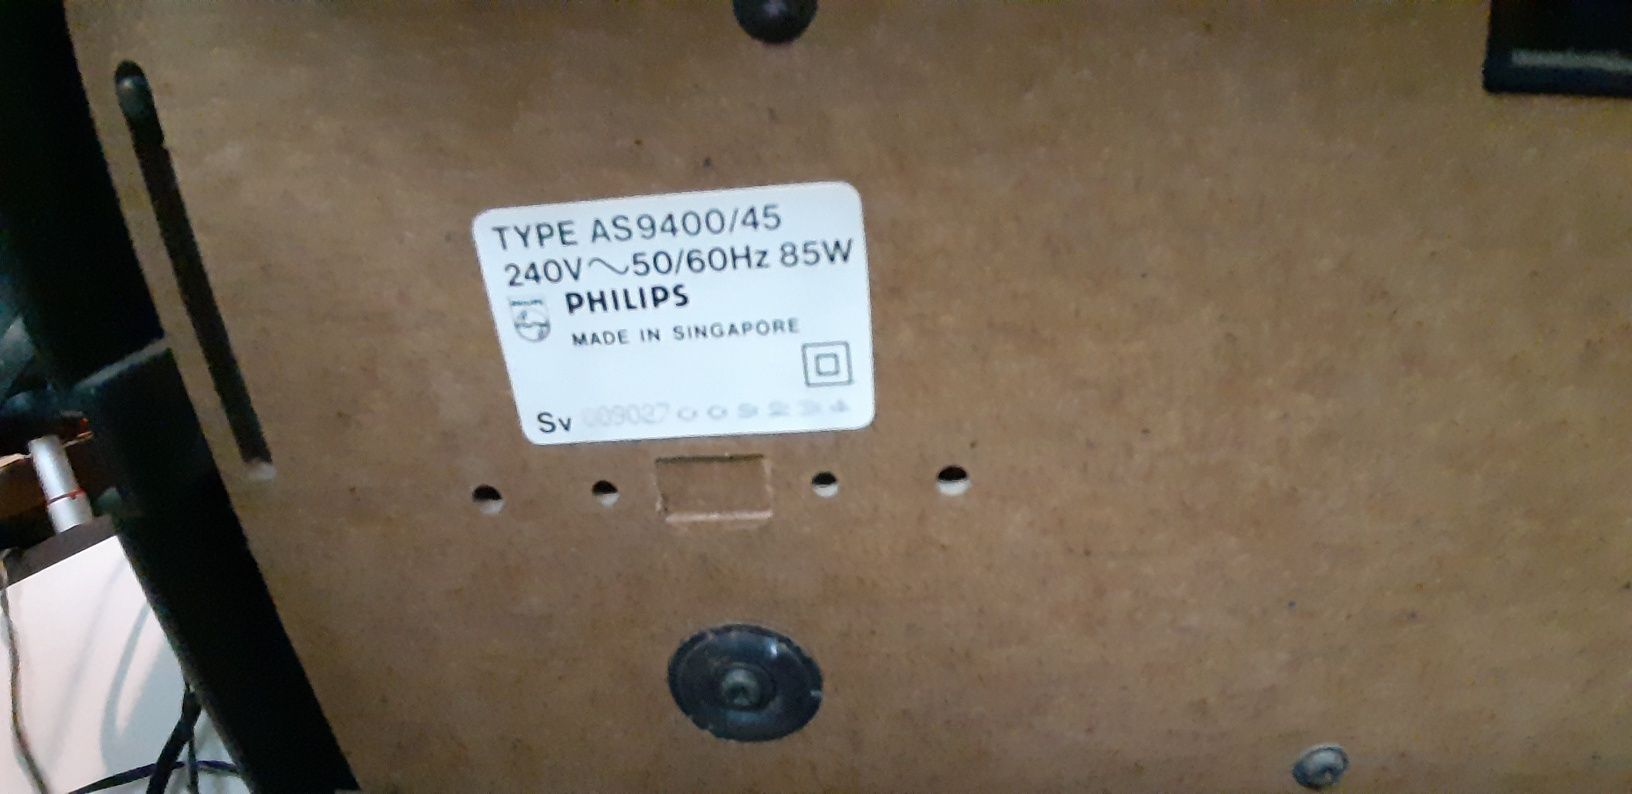 TYPE AS9400/45
240V～50/60Hz 85W
PHILIPS
MADE IN SINGAPORE
Sv